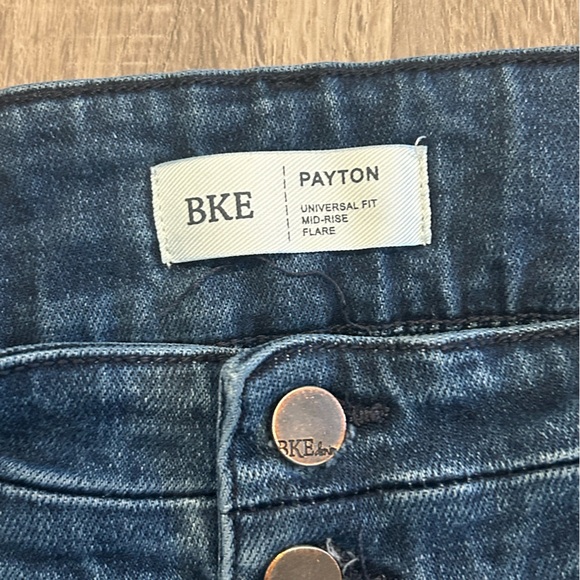 BKE
PAYTON
UNIVERSAL FIT
MID-RISE
FLARE
BKE